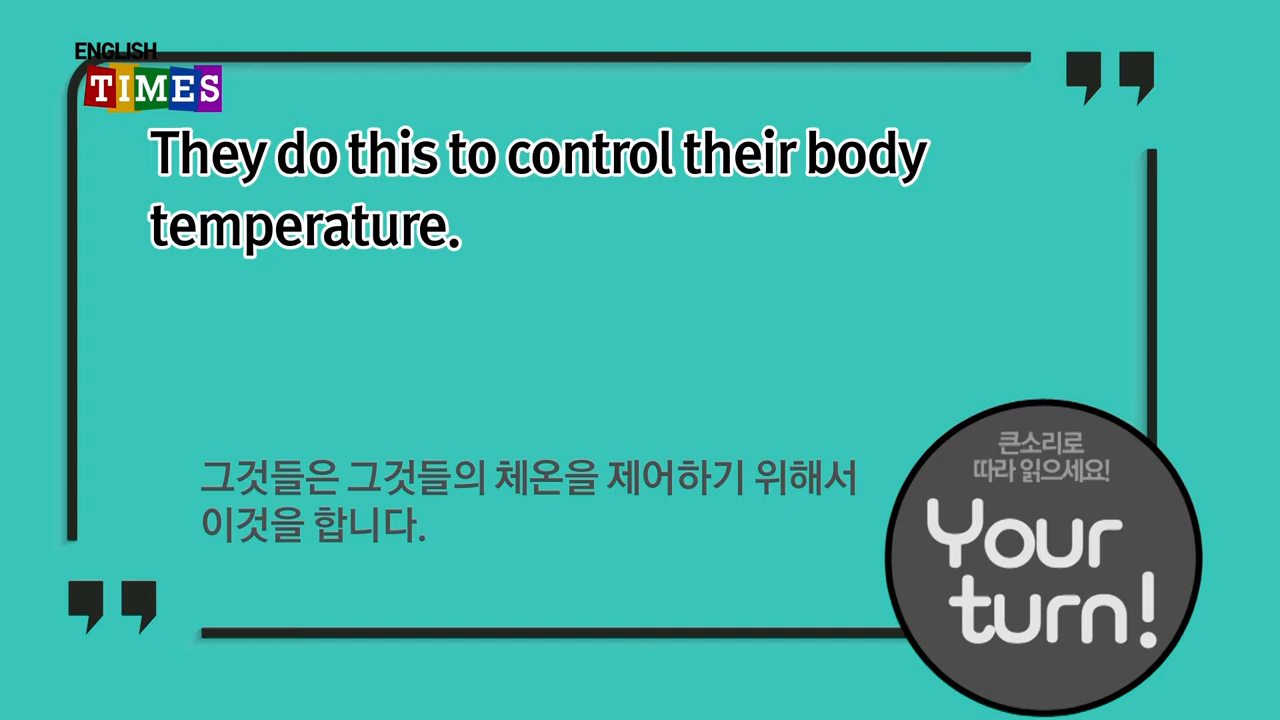 ENGLISH
TIMES
They do this to control their body
temperature.
그것들은 그것들의 체온을 제어하기 위해서
이것을 합니다.
큰소리로
따라 읽으세요!
Your
turn!